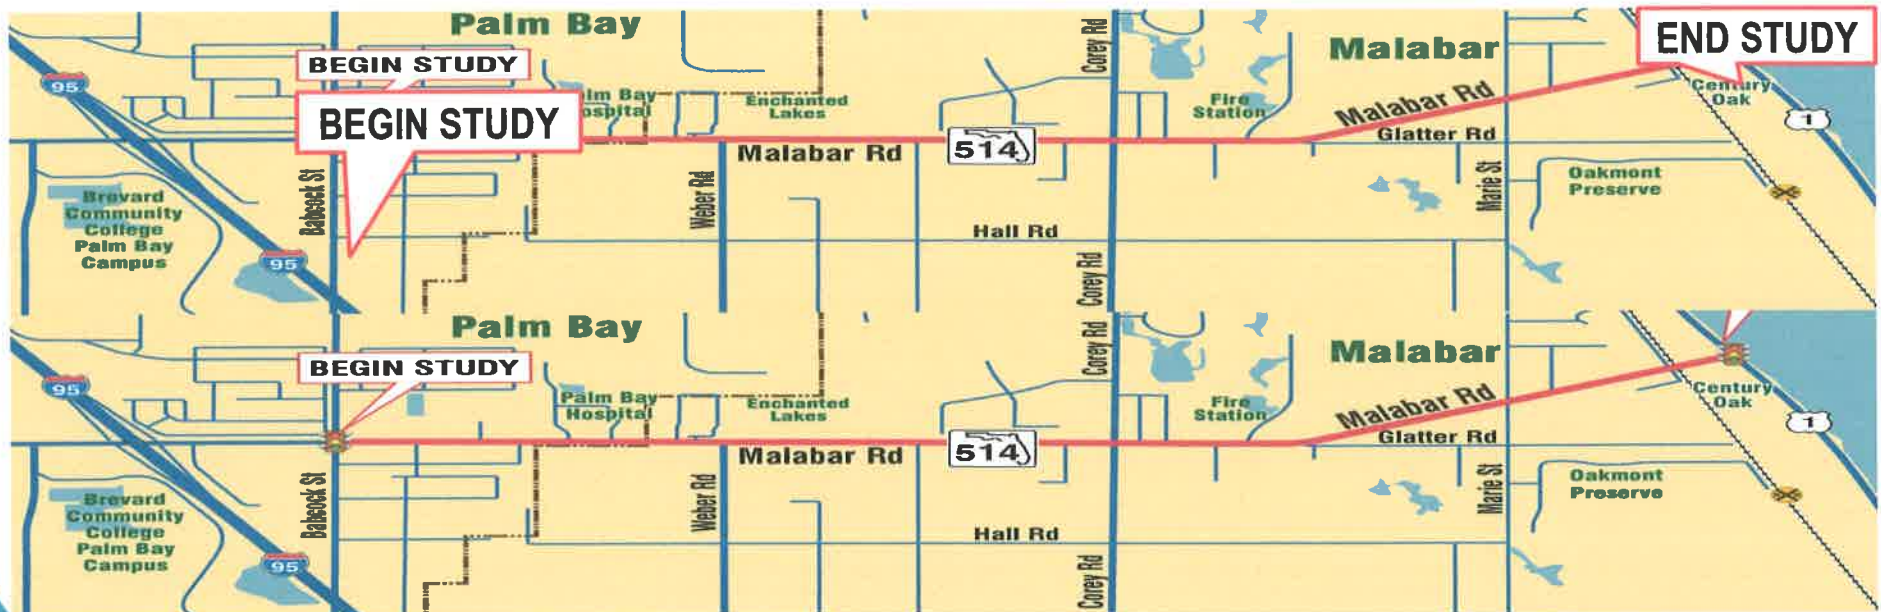 Palm Bay
Corey Rd
Malabar
END STUDY
BEGIN STUDY
95
BEGIN STUDY
Enchanted
Lakes
Fire
Station
Century
Oak
1
Malabar Rd
Glatter Rd
Malabar Rd
514
Babcock St
Weber Rd
Marie St
Oakmont
Preserve
Brevard
Community
College
Palm Bay
Campus
95
Hall Rd
Corey Rd
Palm Bay
Corey Rd
Malabar
BEGIN STUDY
95
Palm Bay
Hospital
Enchanted
Lakes
Fire
Station
Century
Oak
1
Malabar Rd
Glatter Rd
Malabar Rd
514
Babcock St
Weber Rd
Marie St
Oakmont
Preserve
Brevard
Community
College
Palm Bay
Campus
95
Hall Rd
Corey Rd